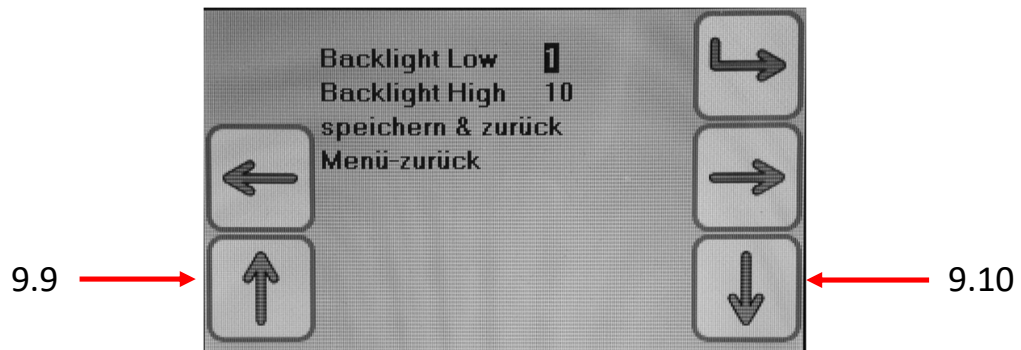 Backlight Low 1
Backlight High 10
speichern & zurück
Menü-zurück
9.9
9.10